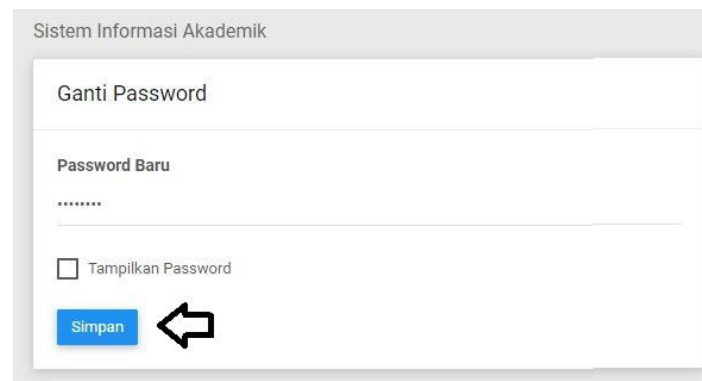 Sistem Informasi Akademik
Ganti Password
Password Baru
........
Tampilkan Password
Simpan